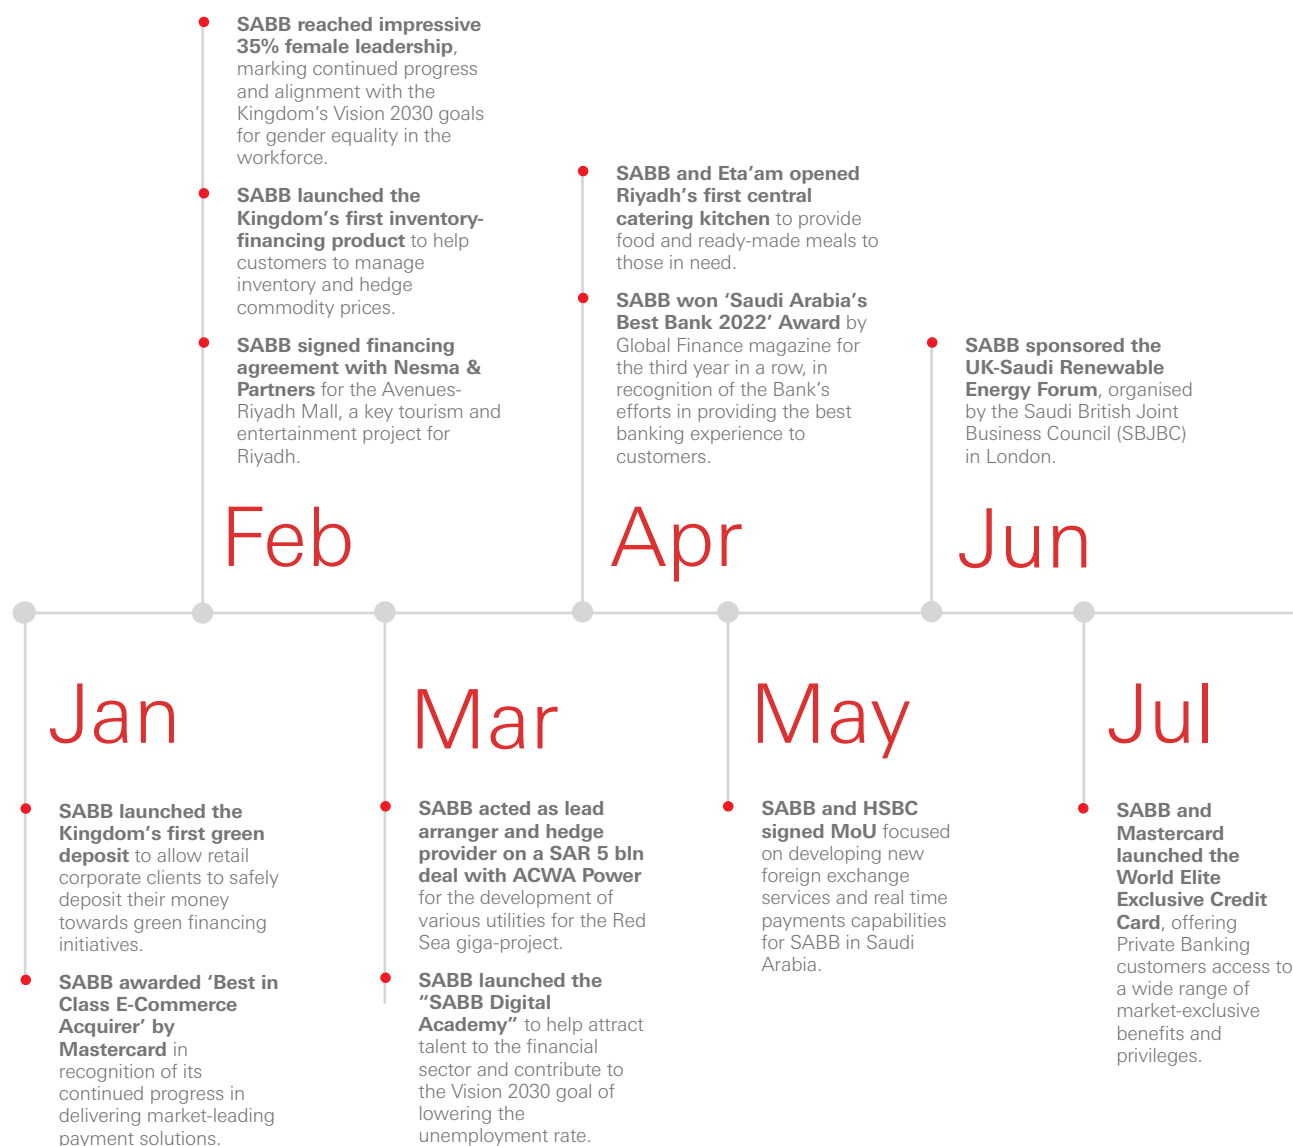 SABB reached impressive
35% female leadership,
marking continued progress
and alignment with the
Kingdom's Vision 2030 goals
for gender equality in the
workforce.
SABB launched the
Kingdom's first inventory-
financing product to help
customers to manage
inventory and hedge
commodity prices.
SABB signed financing
agreement with Nesma &
Partners for the Avenues-
Riyadh Mall, a key tourism and
entertainment project for
Riyadh.
Feb
SABB and Eta'am opened
Riyadh's first central
catering kitchen to provide
food and ready-made meals to
those in need.
SABB won ‘Saudi Arabia's
Best Bank 2022’ Award by
Global Finance magazine for
the third year in a row, in
recognition of the Bank's
efforts in providing the best
banking experience to
customers.
Apr
SABB sponsored the
UK-Saudi Renewable
Energy Forum, organised
by the Saudi British Joint
Business Council (SBJBC)
in London.
Jun
Jan
SABB launched the
Kingdom's first green
deposit to allow retail
corporate clients to safely
deposit their money
towards green financing
initiatives.
SABB awarded ‘Best in
Class E-Commerce
Acquirer’ by
Mastercard in
recognition of its
continued progress in
delivering market-leading
payment solutions.
Mar
SABB acted as lead
arranger and hedge
provider on a SAR 5 bln
deal with ACWA Power
for the development of
various utilities for the Red
Sea giga-project.
SABB launched the
“SABB Digital
Academy” to help attract
talent to the financial
sector and contribute to
the Vision 2030 goal of
lowering the
unemployment rate.
May
SABB and HSBC
signed MoU focused
on developing new
foreign exchange
services and real time
payments capabilities
for SABB in Saudi
Arabia.
Jul
SABB and
Mastercard
launched the
World Elite
Exclusive Credit
Card, offering
Private Banking
customers access to
a wide range of
market-exclusive
benefits and
privileges.